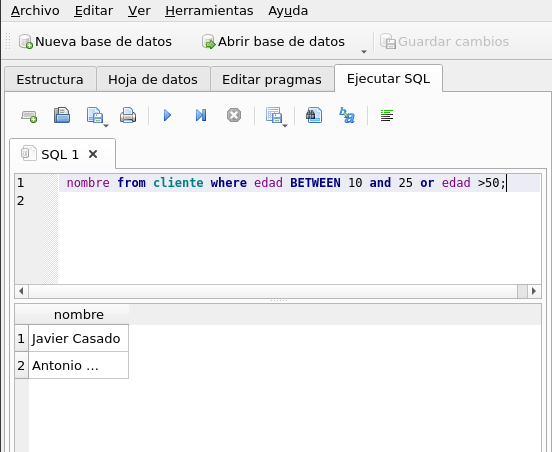 Archivo Editar Ver Herramientas Ayuda
Nueva base de datos Abrir base de datos Guardar cambios
Estructura Hoja de datos Editar pragmas Ejecutar SQL
SQL 1
1 nombre from cliente where edad BETWEEN 10 and 25 or edad >50;
2
nombre
1 Javier Casado
2 Antonio ...